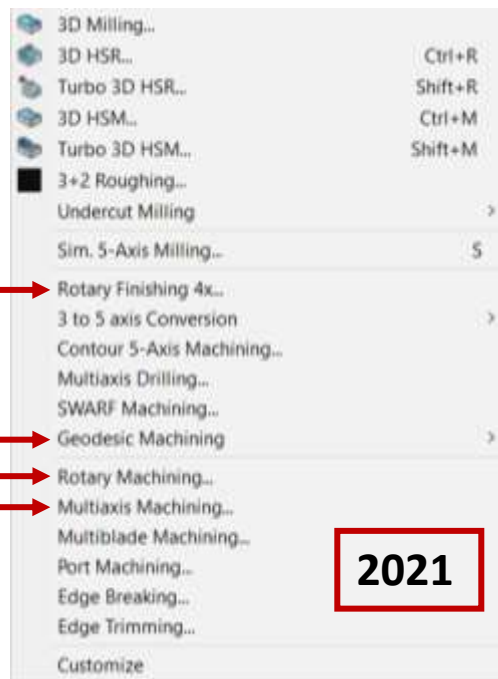 3D Milling...
3D HSR... Ctrl+R
Turbo 3D HSR... Shift+R
3D HSM... Ctrl+M
Turbo 3D HSM... Shift+M
3+2 Roughing...
Undercut Milling >
Sim. 5-Axis Milling... S
Rotary Finishing 4x...
3 to 5 axis Conversion >
Contour 5-Axis Machining...
Multiaxis Drilling...
SWARF Machining...
Geodesic Machining >
Rotary Machining...
Multiaxis Machining...
Multiblade Machining...
Port Machining...
Edge Breaking...
Edge Trimming...
Customize
2021